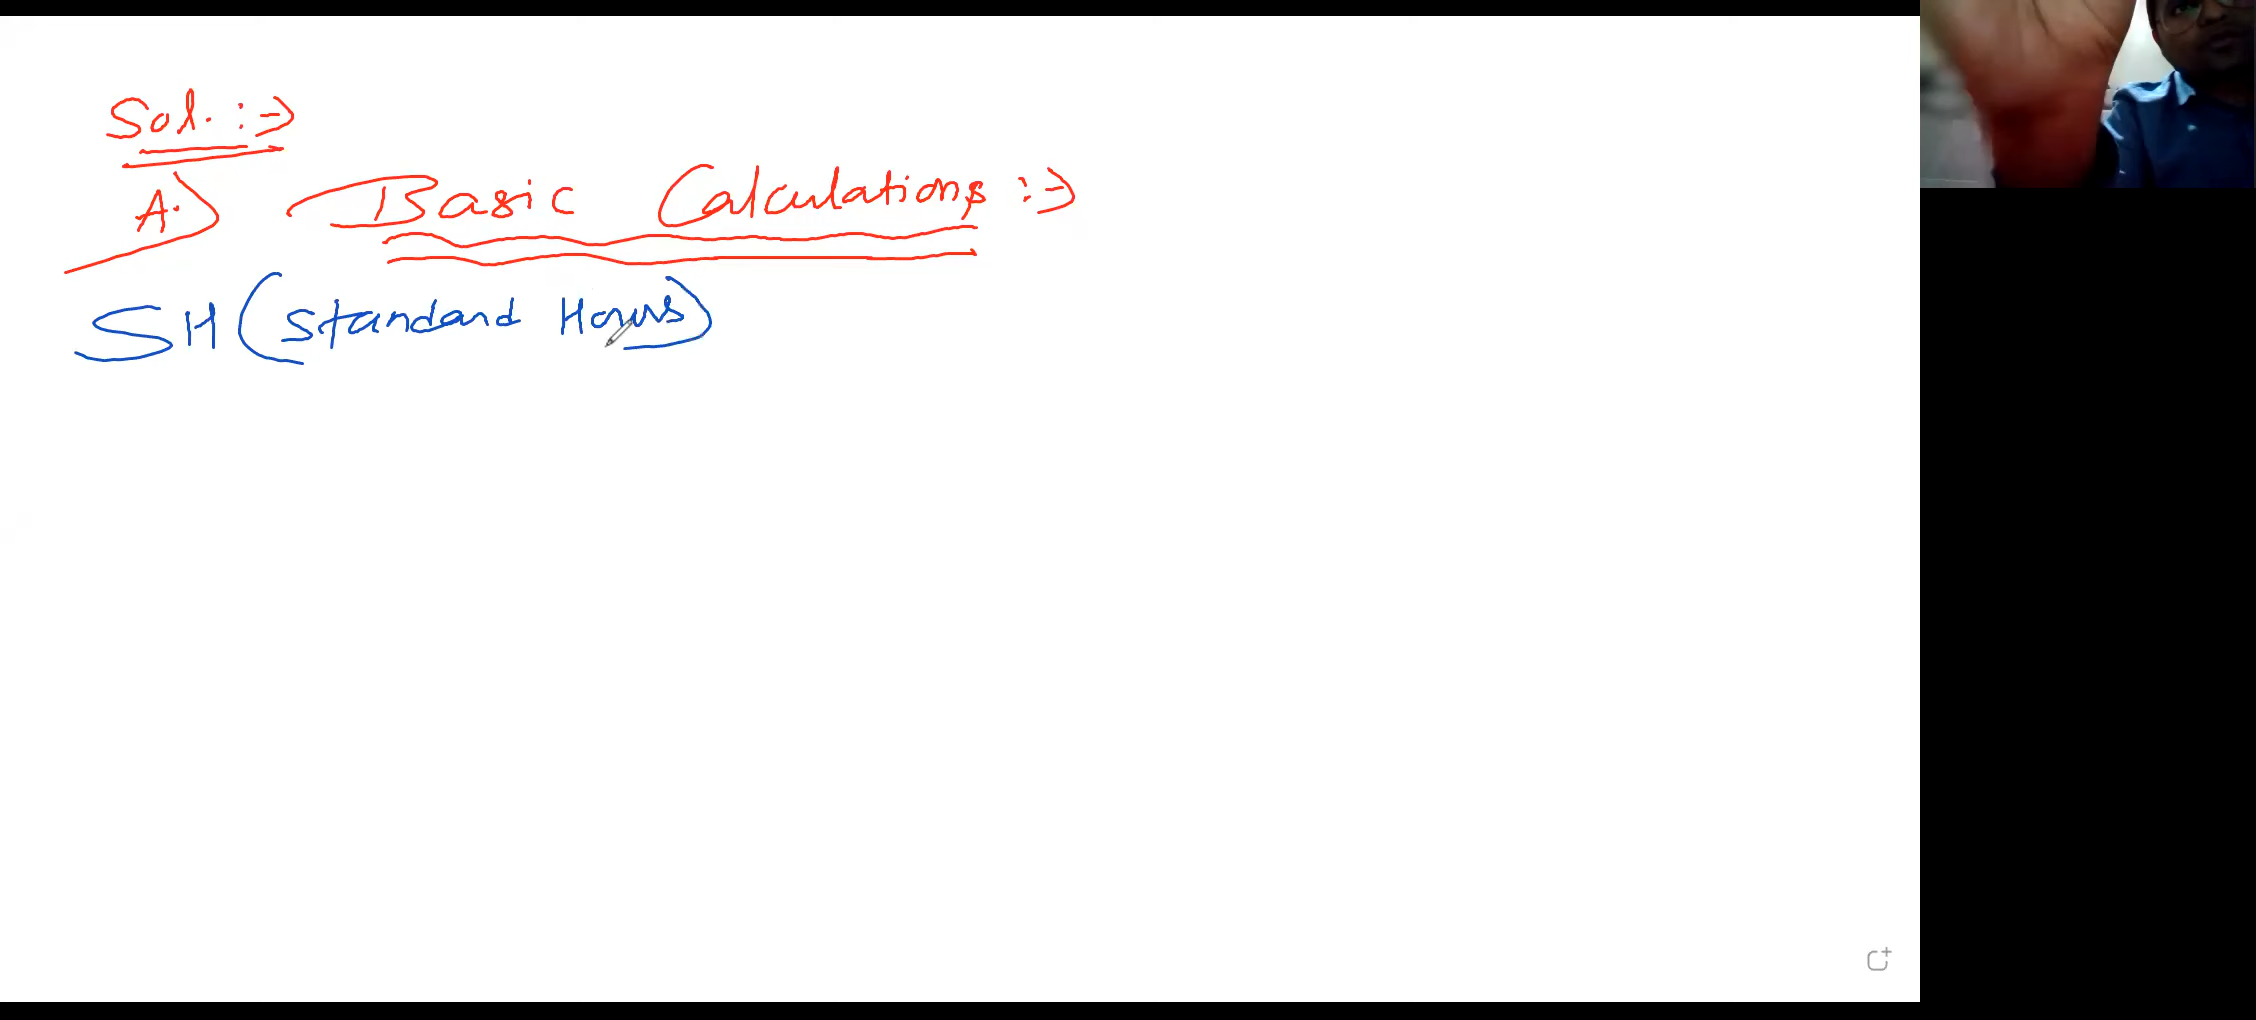 Sol. :->
A.) Basic Calculations :->
SH (Standard Hours)